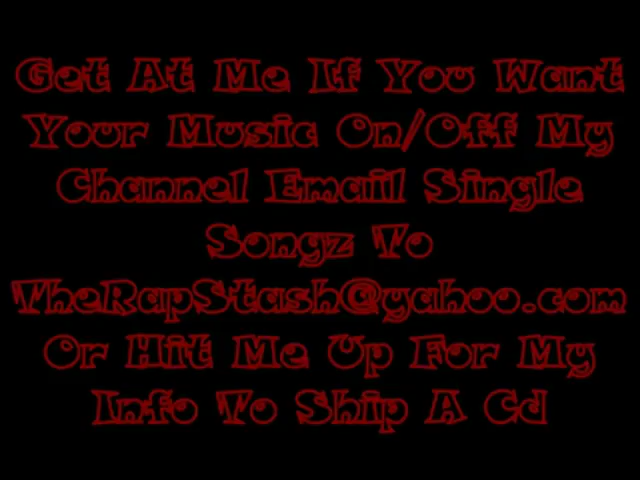 Get At Me If You Want
Your Music On/Off My
Channel Email Single
Songz To
TheRapStash@yahoo.com
Or Hit Me Up For My
Info To Ship A Cd